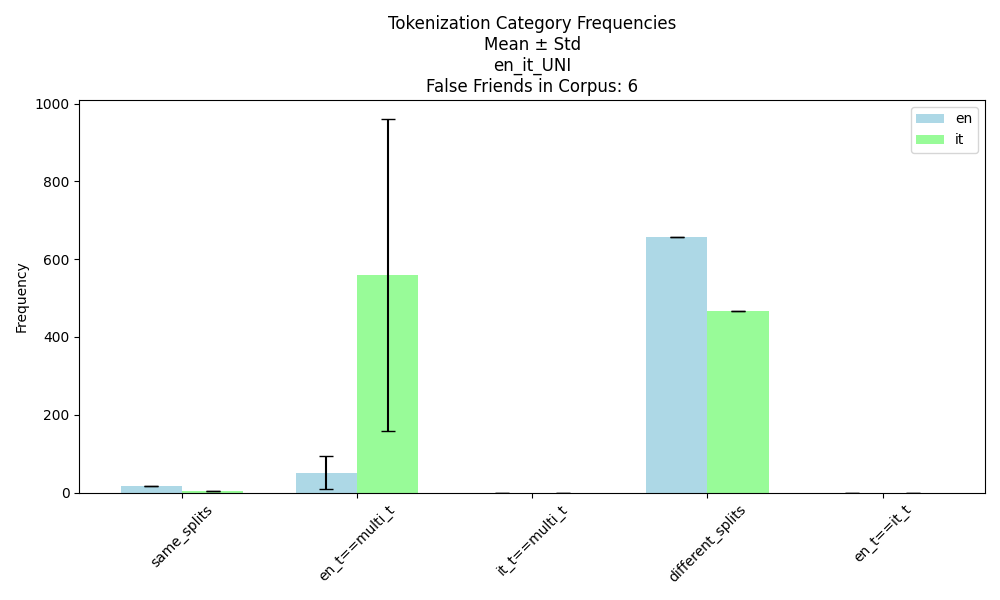 Tokenization Category Frequencies
Mean ± Std
en_it_UNI
False Friends in Corpus: 6
en
it
Frequency
1000
800
600
400
200
0
same_splits
en_t==multi_t
it_t==multi_t
different_splits
en_t==it_t